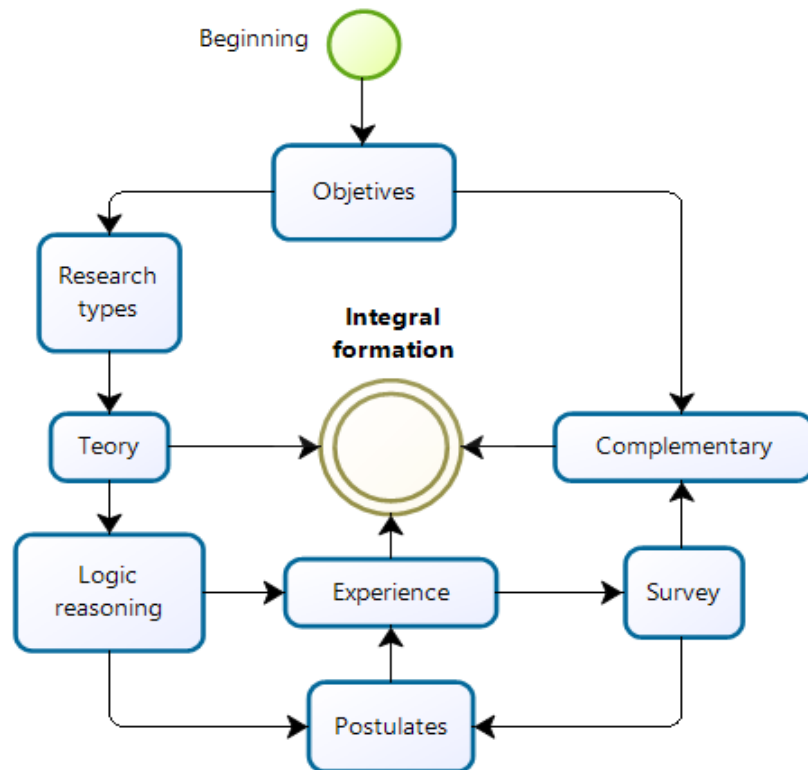 Beginning
Objetives
Research
types
Integral
formation
Teory
Complementary
Logic
reasoning
Experience
Survey
Postulates